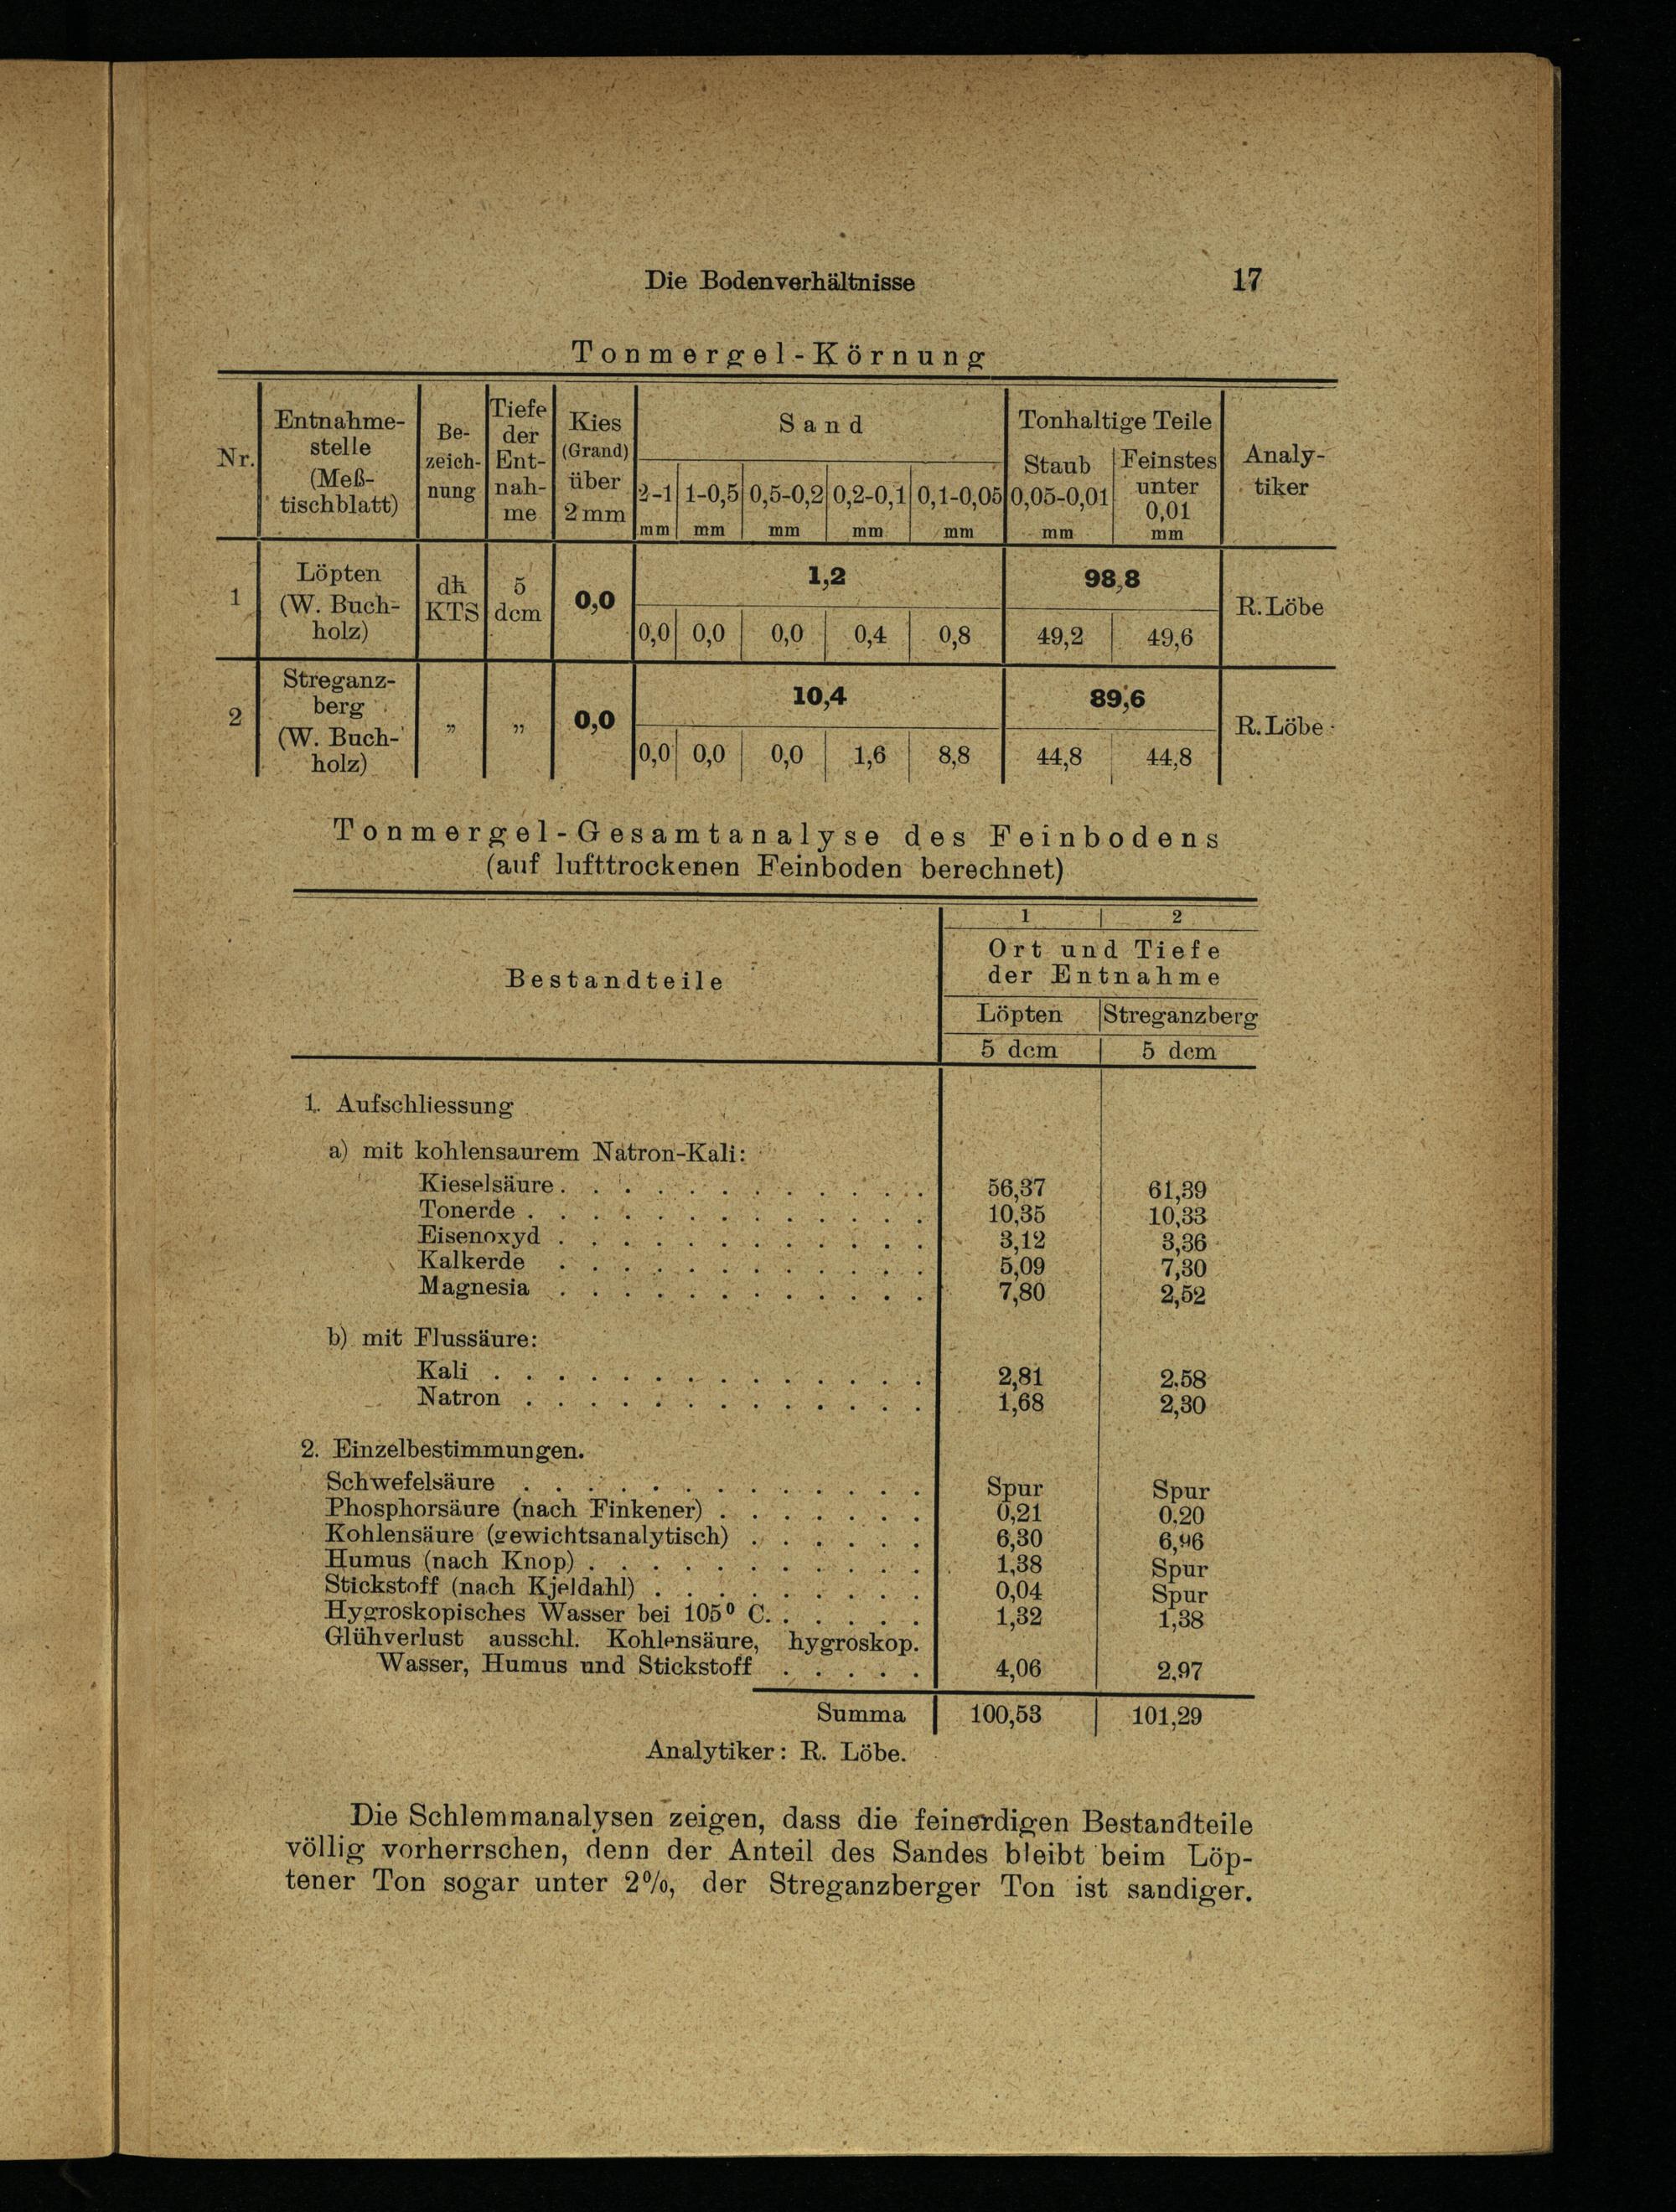 Die Bodenverhältnisse 17
Tonmergel-Körnung
Nr. | Entnahme-stelle (Meß-tischblatt) | Be-zeich-nung | Tiefe der Ent-nah-me | Kies (Grand) über 2mm | Sand | Tonhaltige Teile | Analy-tiker
2-1 mm | 1-0,5 mm | 0,5-0,2 mm | 0,2-0,1 mm | 0,1-0,05 mm | Staub 0,05-0,01 mm | Feinstes unter 0,01 mm
1 | Löpten (W. Buch-holz) | dħ KTS | 5 dcm | 0,0 | 1,2 | 98,8 | R. Löbe
0,0 | 0,0 | 0,0 | 0,4 | 0,8 | 49,2 | 49,6
2 | Streganz-berg (W. Buch-holz) | „ | „ | 0,0 | 10,4 | 89,6 | R. Löbe
0,0 | 0,0 | 0,0 | 1,6 | 8,8 | 44,8 | 44,8
Tonmergel-Gesamtanalyse des Feinbodens
(auf lufttrockenen Feinboden berechnet)
1 | 2
Bestandteile
Ort und Tiefe
der Entnahme
Löpten | Streganzberg
5 dcm | 5 dcm
1. Aufschliessung
a) mit kohlensaurem Natron-Kali:
Kieselsäure . . . 56,37 | 61,39
Tonerde . . . 10,35 | 10,33
Eisenoxyd . . . 3,12 | 3,36
Kalkerde . . . 5,09 | 7,30
Magnesia . . . 7,80 | 2,52
b) mit Flussäure:
Kali . . . 2,81 | 2.58
Natron . . . 1,68 | 2,30
2. Einzelbestimmungen.
Schwefelsäure . . . Spur | Spur
Phosphorsäure (nach Finkener) . . . 0,21 | 0.20
Kohlensäure (gewichtsanalytisch) . . . 6,30 | 6,96
Humus (nach Knop) . . . 1,38 | Spur
Stickstoff (nach Kjeldahl) . . . 0,04 | Spur
Hygroskopisches Wasser bei 105⁰ C. . . . 1,32 | 1,38
Glühverlust ausschl. Kohlensäure, hygroskop.
Wasser, Humus und Stickstoff . . . 4,06 | 2.97
Summa | 100,53 | 101,29
Analytiker: R. Löbe.
Die Schlemmanalysen zeigen, dass die feinerdigen Bestandteile
völlig vorherrschen, denn der Anteil des Sandes bleibt beim Löp-
tener Ton sogar unter 2%, der Streganzberger Ton ist sandiger.